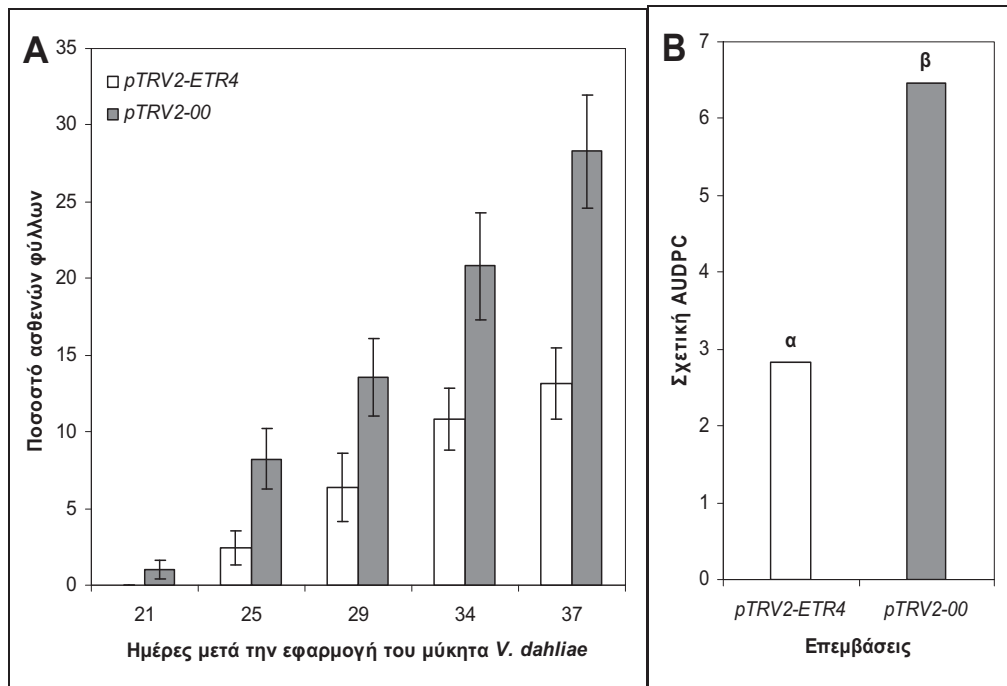 A
35
30
25
20
15
10
5
0
pTRV2-ETR4
pTRV2-00
Ποσοστό ασθενών φύλλων
21 25 29 34 37
Ημέρες μετά την εφαρμογή του μύκητα V. dahliae
B
7
6
5
4
3
2
1
0
α
β
Σχετική AUDPC
pTRV2-ETR4 pTRV2-00
Επεμβάσεις